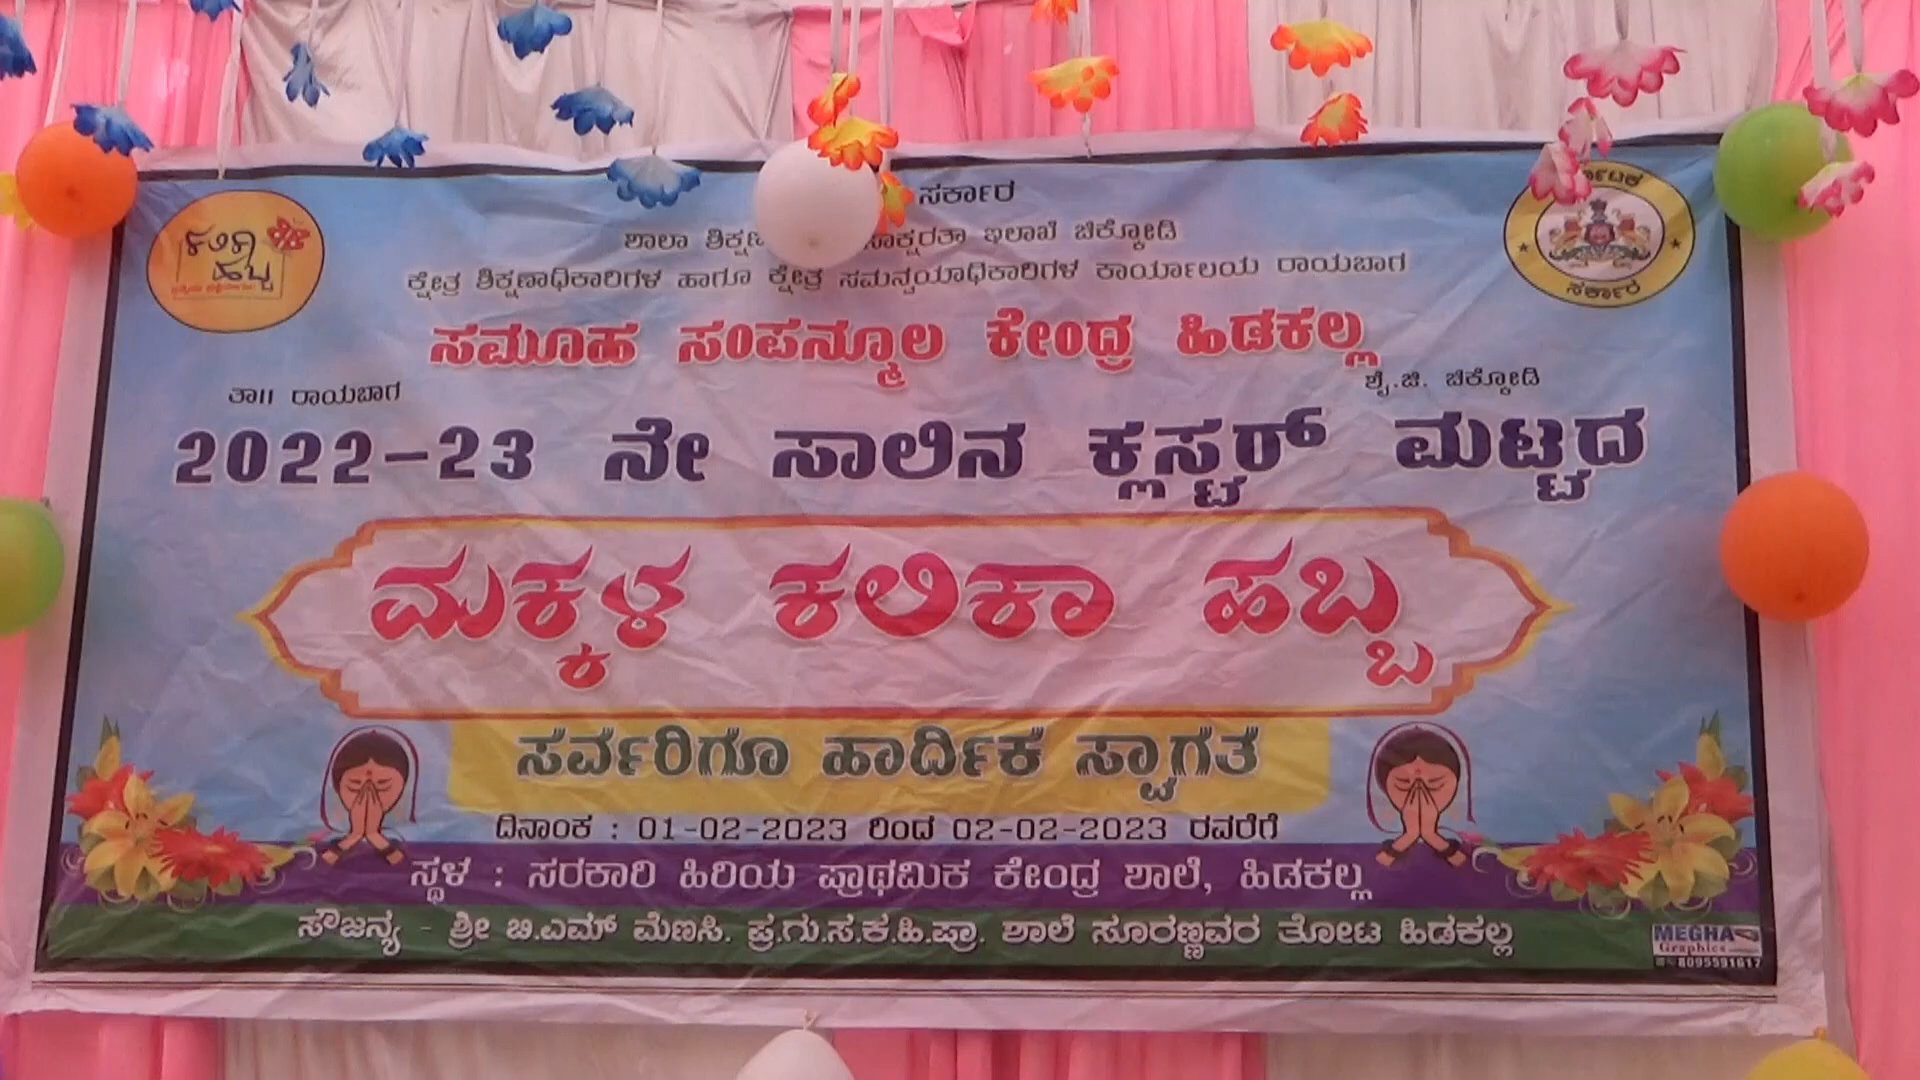 ಸರ್ಕಾರ
ಶಾಲಾ ಸಾಕ್ಷರತಾ ಇಲಾಖೆ ಚಿಕ್ಕೋಡಿ
ಕ್ಷೇತ್ರ ಶಿಕ್ಷಣಾಧಿಕಾರಿಗಳ ಹಾಗೂ ಕ್ಷೇತ್ರ ಸಮನ್ವಯಾಧಿಕಾರಿಗಳ ಕಾರ್ಯಾಲಯ ರಾಯಬಾಗ
ಕಲಿಕಾ
ಹಬ್ಬ
ಸರ್ಕಾರ
ಸಮೂಹ ಸಂಪನ್ಮೂಲ ಕೇಂದ್ರ ಹಿಡಕಲ್ಲ
ತಾ॥ ರಾಯಬಾಗ
ಶೈ.ಜಿ. ಚಿಕ್ಕೋಡಿ
2022-23 ನೇ ಸಾಲಿನ ಕ್ಲಸ್ಟರ್ ಮಟ್ಟದ
ಮಕ್ಕಳ ಕಲಿಕಾ ಹಬ್ಬ
ಸರ್ವರಿಗೂ ಹಾರ್ದಿಕ ಸ್ವಾಗತ
ದಿನಾಂಕ : 01-02-2023 ರಿಂದ 02-02-2023 ರವರೆಗೆ
ಸ್ಥಳ : ಸರಕಾರಿ ಹಿರಿಯ ಪ್ರಾಥಮಿಕ ಕೇಂದ್ರ ಶಾಲೆ, ಹಿಡಕಲ್ಲ
ಸೌಜನ್ಯ - ಶ್ರೀ ಬಿ.ಎಮ್ ಮೆಣಸಿ. ಪ್ರ.ಗು.ಸ.ಕ.ಹಿ.ಪ್ರಾ. ಶಾಲೆ ಸೂರಣ್ಣವರ ತೋಟ ಹಿಡಕಲ್ಲ
MEGHA
Graphics
8095591617